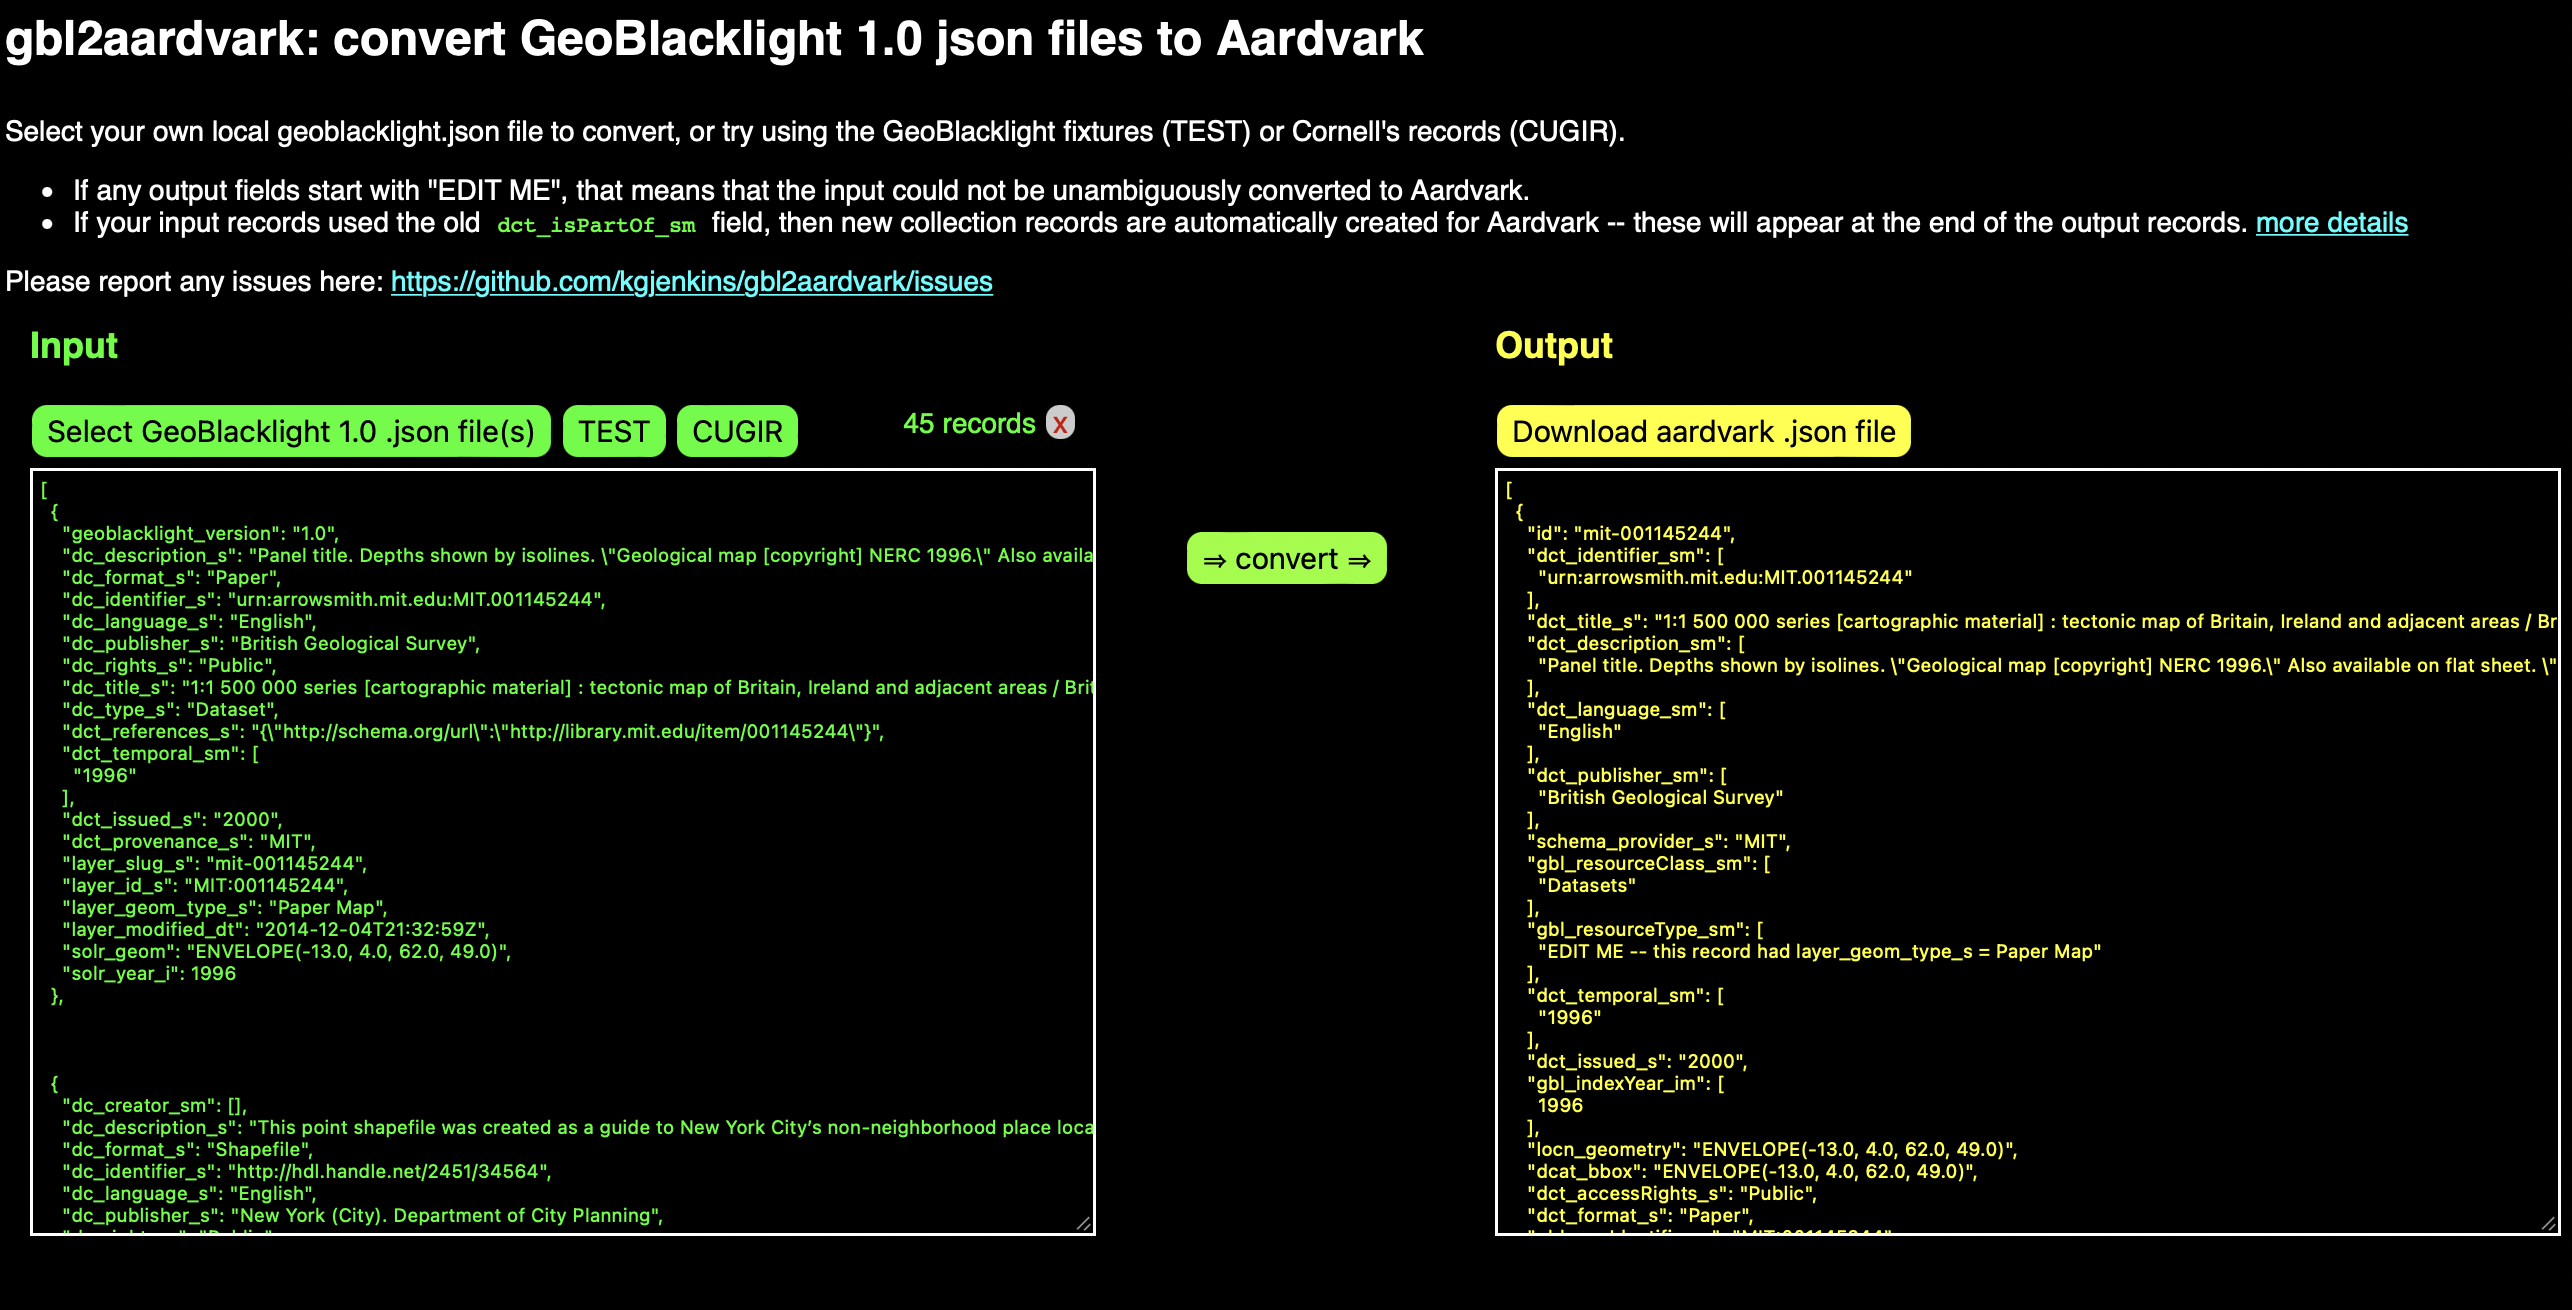 gbl2aardvark: convert GeoBlacklight 1.0 json files to Aardvark
Select your own local geoblacklight.json file to convert, or try using the GeoBlacklight fixtures (TEST) or Cornell's records (CUGIR).
• If any output fields start with "EDIT ME", that means that the input could not be unambiguously converted to Aardvark.
• If your input records used the old dct_isPartOf_sm field, then new collection records are automatically created for Aardvark -- these will appear at the end of the output records. more details
Please report any issues here: https://github.com/kgjenkins/gbl2aardvark/issues
Input
Select GeoBlacklight 1.0 .json file(s) TEST CUGIR 45 records x
[
{
"geoblacklight_version": "1.0",
"dc_description_s": "Panel title. Depths shown by isolines. \"Geological map [copyright] NERC 1996.\" Also availa
"dc_format_s": "Paper",
"dc_identifier_s": "urn:arrowsmith.mit.edu:MIT.001145244",
"dc_language_s": "English",
"dc_publisher_s": "British Geological Survey",
"dc_rights_s": "Public",
"dc_title_s": "1:1 500 000 series [cartographic material] : tectonic map of Britain, Ireland and adjacent areas / Brit
"dc_type_s": "Dataset",
"dct_references_s": "{\"http://schema.org/url\":\"http://library.mit.edu/item/001145244\"}",
"dct_temporal_sm": [
"1996"
],
"dct_issued_s": "2000",
"dct_provenance_s": "MIT",
"layer_slug_s": "mit-001145244",
"layer_id_s": "MIT:001145244",
"layer_geom_type_s": "Paper Map",
"layer_modified_dt": "2014-12-04T21:32:59Z",
"solr_geom": "ENVELOPE(-13.0, 4.0, 62.0, 49.0)",
"solr_year_i": 1996
},
{
"dc_creator_sm": [],
"dc_description_s": "This point shapefile was created as a guide to New York City’s non-neighborhood place loca
"dc_format_s": "Shapefile",
"dc_identifier_s": "http://hdl.handle.net/2451/34564",
"dc_language_s": "English",
"dc_publisher_s": "New York (City). Department of City Planning",
⇒ convert ⇒
Output
Download aardvark .json file
[
{
"id": "mit-001145244",
"dct_identifier_sm": [
"urn:arrowsmith.mit.edu:MIT.001145244"
],
"dct_title_s": "1:1 500 000 series [cartographic material] : tectonic map of Britain, Ireland and adjacent areas / Br
"dct_description_sm": [
"Panel title. Depths shown by isolines. \"Geological map [copyright] NERC 1996.\" Also available on flat sheet. \"
],
"dct_language_sm": [
"English"
],
"dct_publisher_sm": [
"British Geological Survey"
],
"schema_provider_s": "MIT",
"gbl_resourceClass_sm": [
"Datasets"
],
"gbl_resourceType_sm": [
"EDIT ME -- this record had layer_geom_type_s = Paper Map"
],
"dct_temporal_sm": [
"1996"
],
"dct_issued_s": "2000",
"gbl_indexYear_im": [
1996
],
"locn_geometry": "ENVELOPE(-13.0, 4.0, 62.0, 49.0)",
"dcat_bbox": "ENVELOPE(-13.0, 4.0, 62.0, 49.0)",
"dct_accessRights_s": "Public",
"dct_format_s": "Paper",